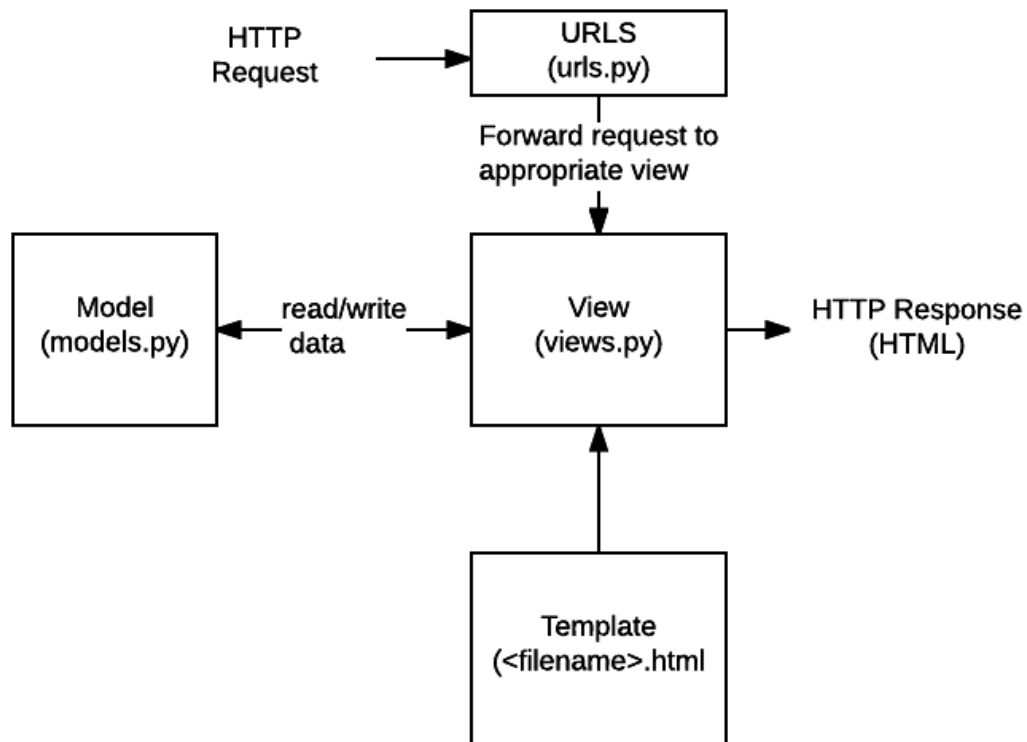 HTTP
Request
URLS
(urls.py)
Forward request to
appropriate view
Model
(models.py)
read/write
data
View
(views.py)
HTTP Response
(HTML)
Template
(<filename>.html